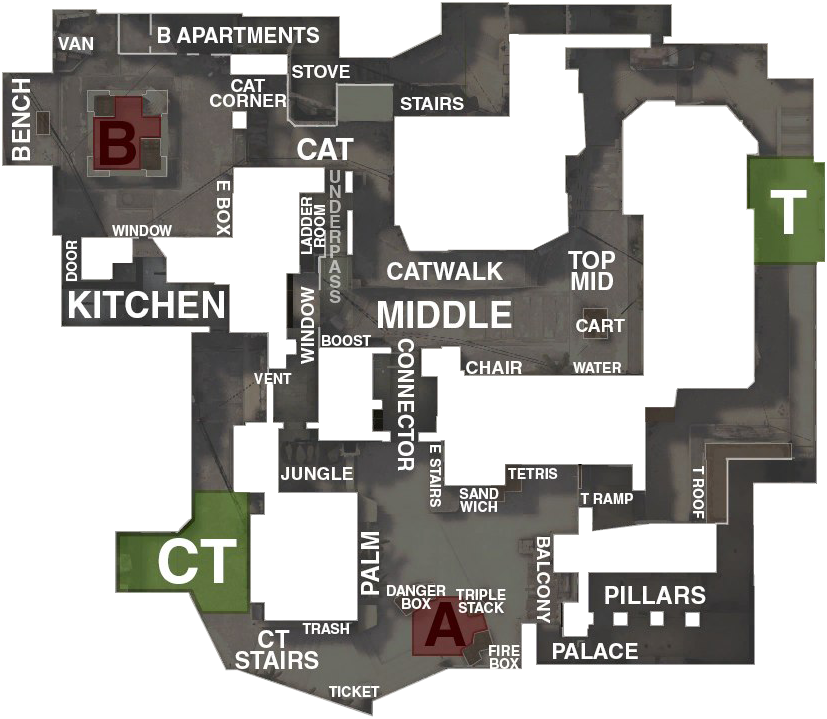 VAN
B APARTMENTS
STOVE
CAT
CORNER
STAIRS
BENCH
B
CAT
UNDERPASS
LADDER
ROOM
E BOX
WINDOW
DOOR
KITCHEN
T
CATWALK
TOP
MID
MIDDLE
CART
WINDOW
BOOST
CONNECTOR
CHAIR
WATER
VENT
JUNGLE
E STAIRS
TETRIS
SAND
WICH
T RAMP
T ROOF
CT
PALM
BALCONY
DANGER
BOX
TRIPLE
STACK
A
PILLARS
TRASH
CT
STAIRS
FIRE
BOX
PALACE
TICKET